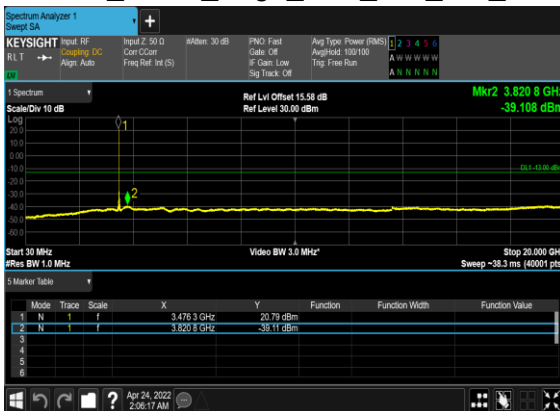 Spectrum Analyzer 1
Swept SA
KEYSIGHT Input: RF Input Z: 50 Ω #Atten: 30 dB PNO: Fast Avg Type: Power (RMS) 1 2 3 4 5 6
RLT Coupling: DC Corr CCorr Gate: Off Avg|Hold: 100/100 A W W W W W
Align: Auto Freq Ref: Int (S) IF Gain: Low Trig: Free Run
LV Sig Track: Off A N N N N N
1 Spectrum Ref Lvl Offset 15.58 dB Mkr2 3.820 8 GHz
Scale/Div 10 dB Ref Level 30.00 dBm -39.108 dBm
Log
20.0
10.0
0.00
-10.0
-20.0
-30.0
-40.0
-50.0
-60.0
1
2
DL1 -13.00 dBm
Start 30 MHz Video BW 3.0 MHz* Stop 20.000 GHz
#Res BW 1.0 MHz Sweep ~38.3 ms (40001 pts)
5 Marker Table
Mode Trace Scale X Y Function Function Width Function Value
1 N 1 f 3.476 3 GHz 20.79 dBm
2 N 1 f 3.820 8 GHz -39.11 dBm
3
4
5
6
? Apr 24, 2022
2:06:17 AM